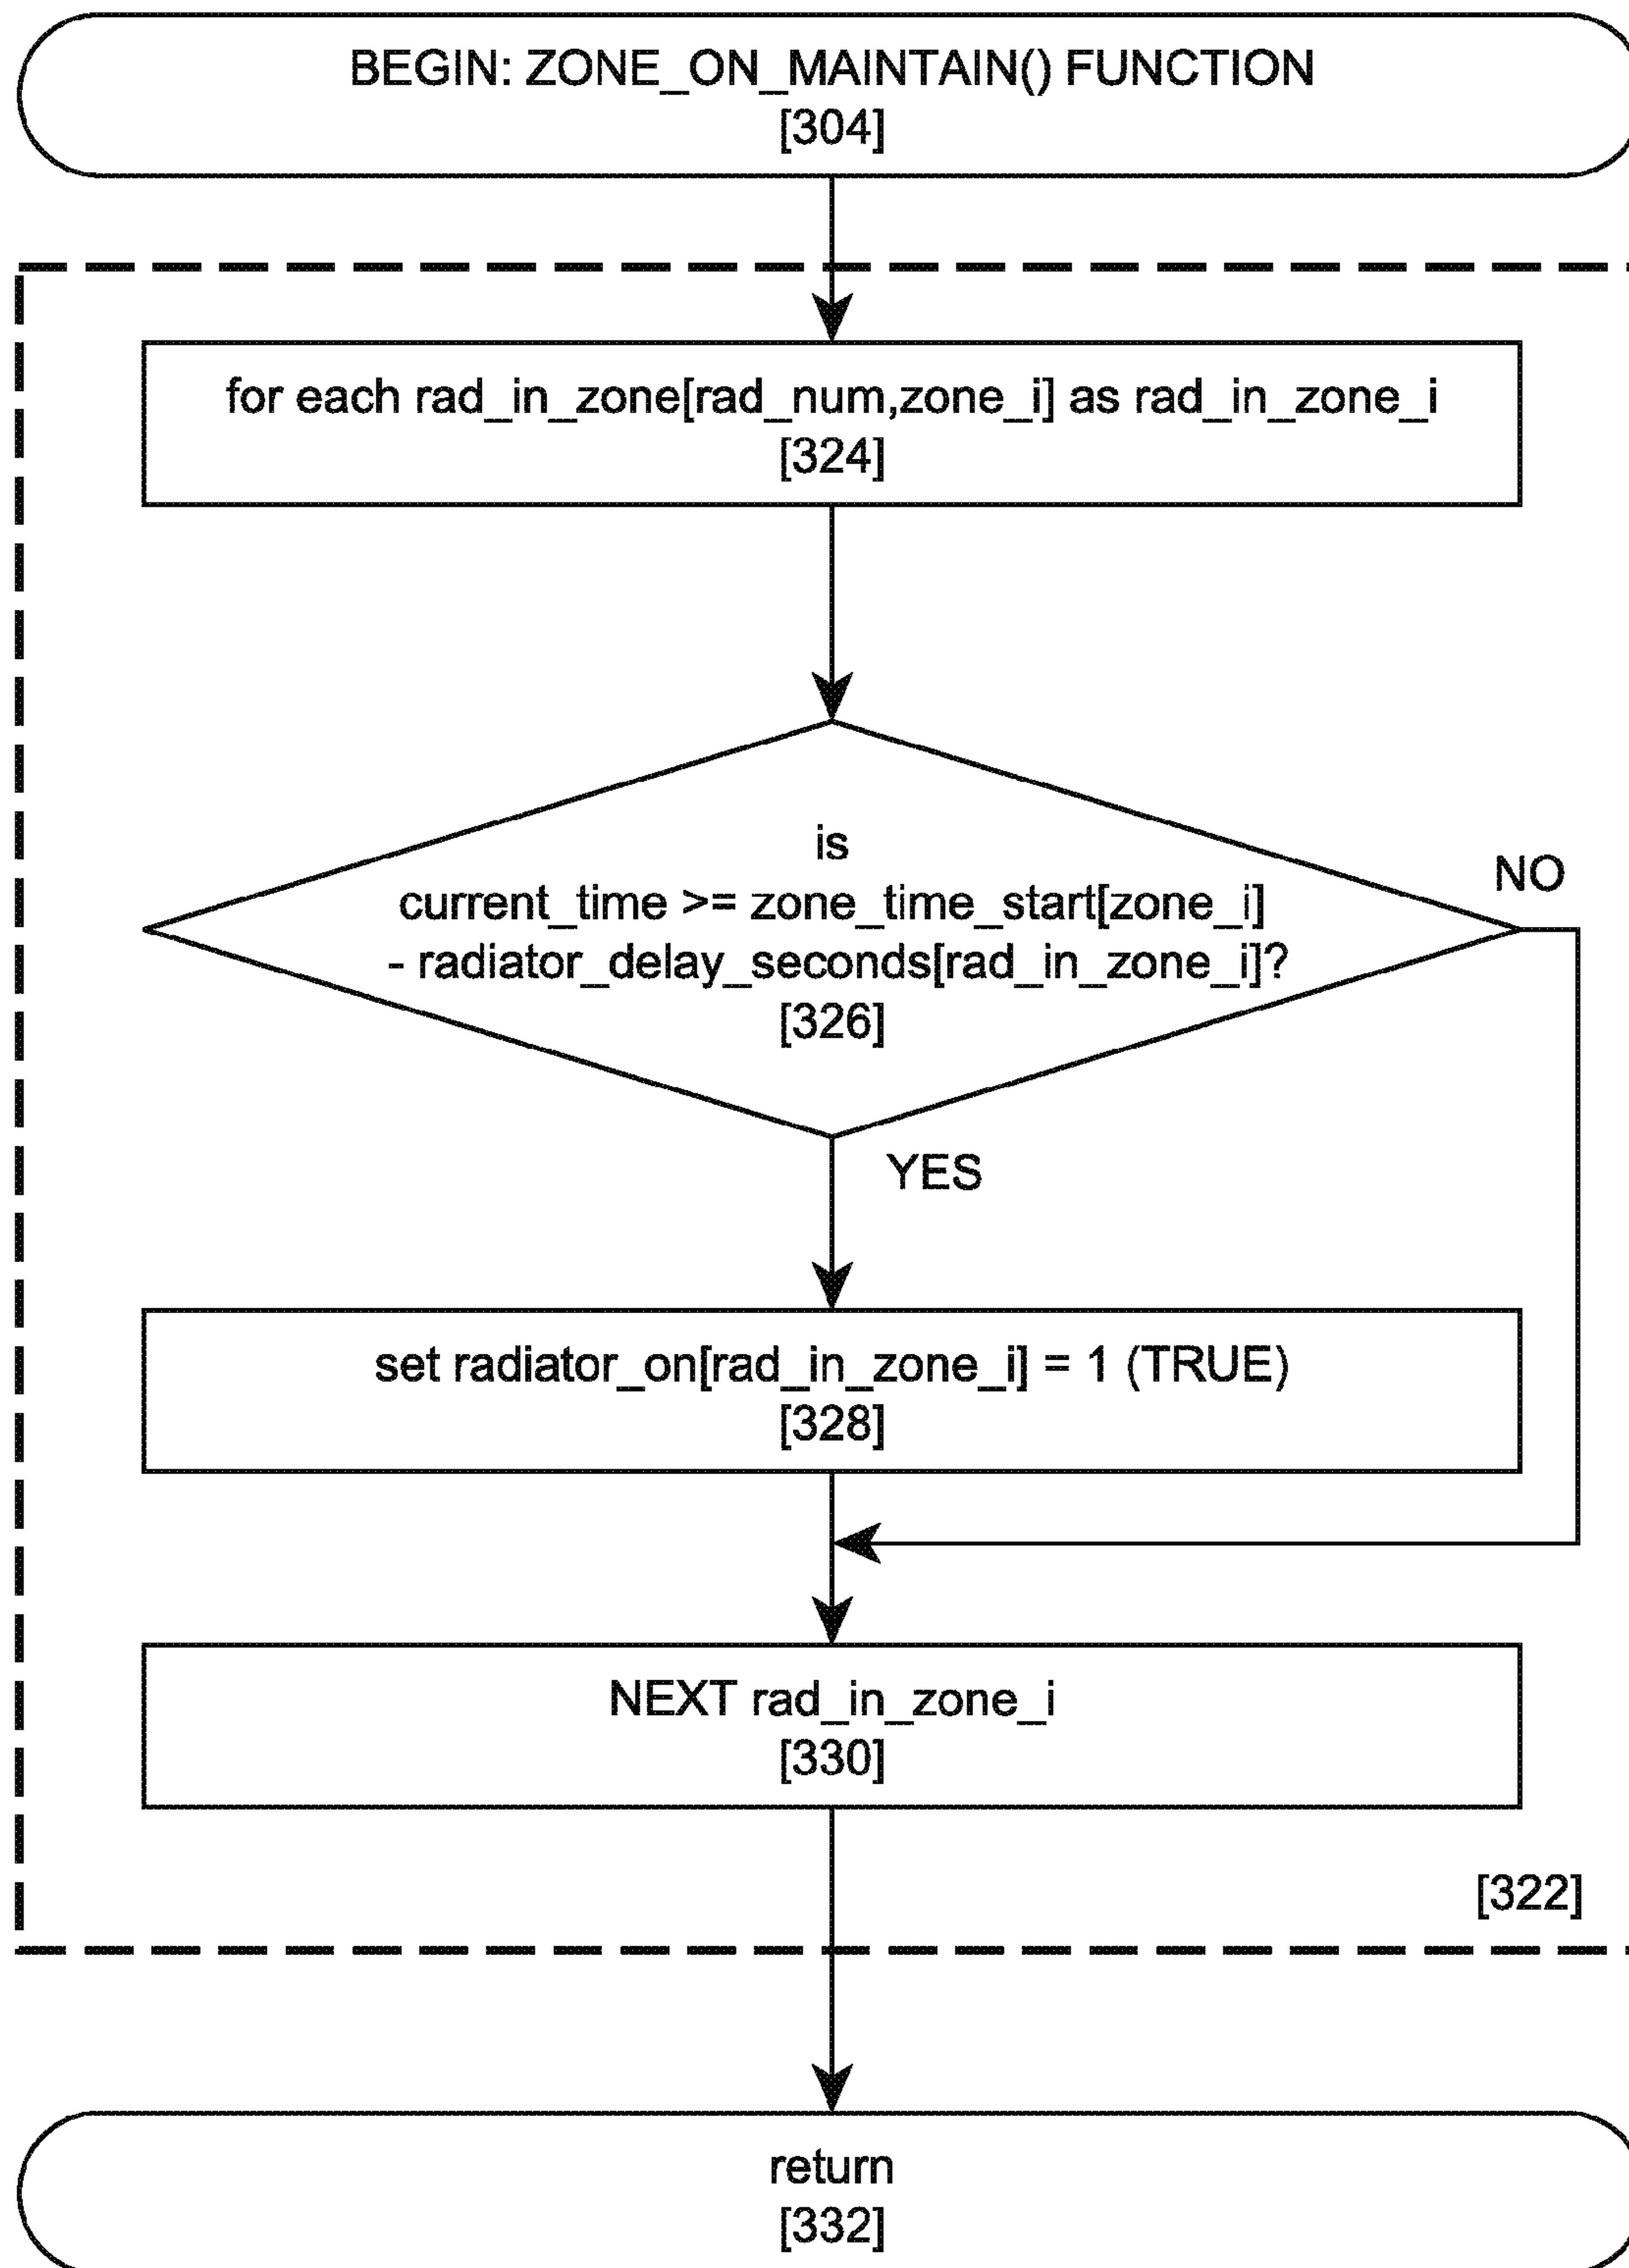 BEGIN: ZONE_ON_MAINTAIN() FUNCTION
[304]
for each rad_in_zone[rad_num,zone_i] as rad_in_zone_i
[324]
is
current_time >= zone_time_start[zone_i]
- radiator_delay_seconds[rad_in_zone_i]?
[326]
NO
YES
set radiator_on[rad_in_zone_i] = 1 (TRUE)
[328]
NEXT rad_in_zone_i
[330]
[322]
return
[332]